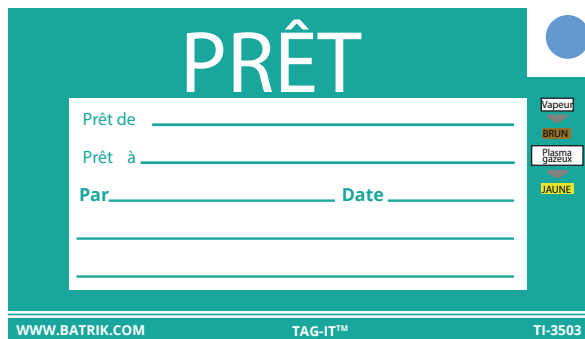 PRÊT
Prêt de
Prêt à
Par Date
Vapeur
BRUN
Plasma
gazeux
JAUNE
WWW.BATRIK.COM TAG-IT™ TI-3503